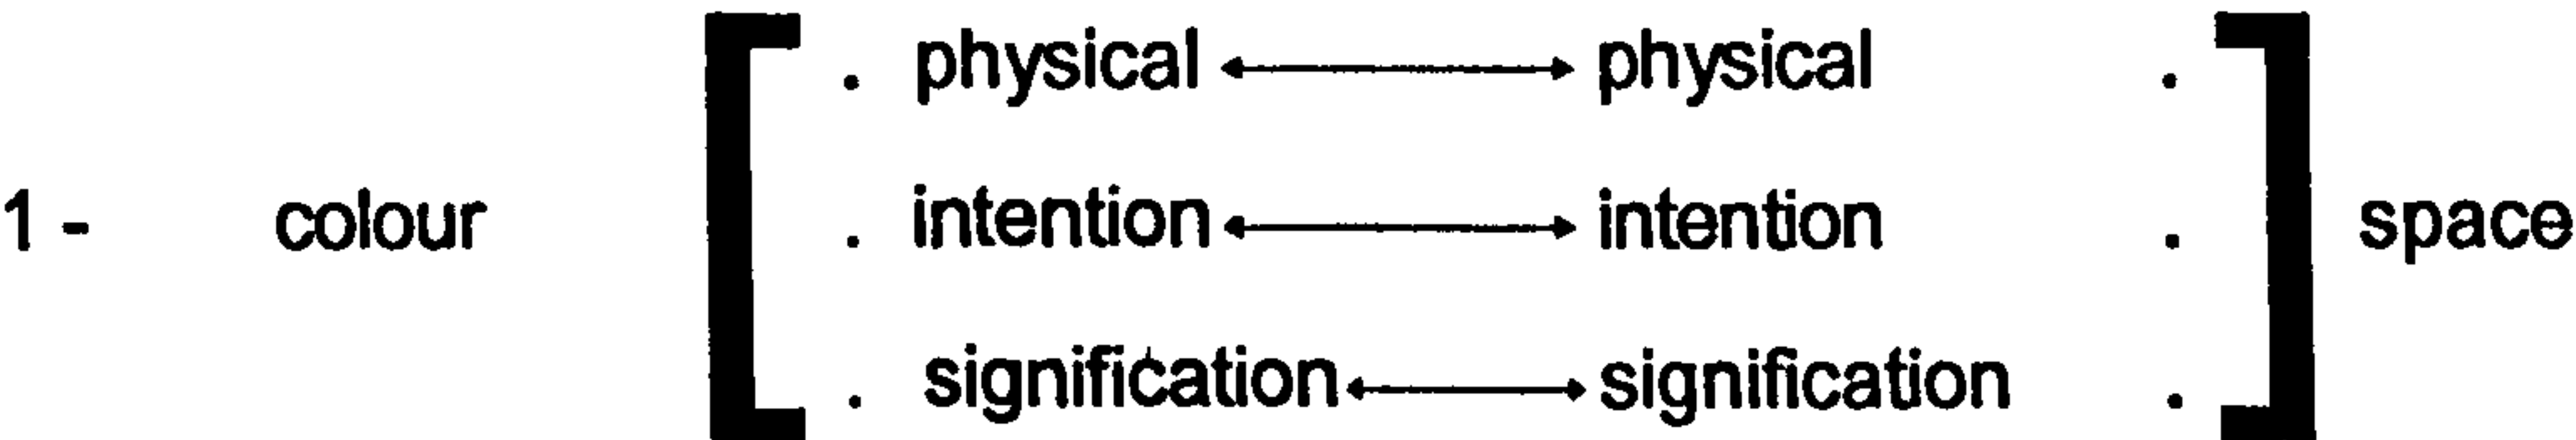 . physical ↔ physical .
1 - colour . intention ↔ intention . space
. signification ↔ signification .